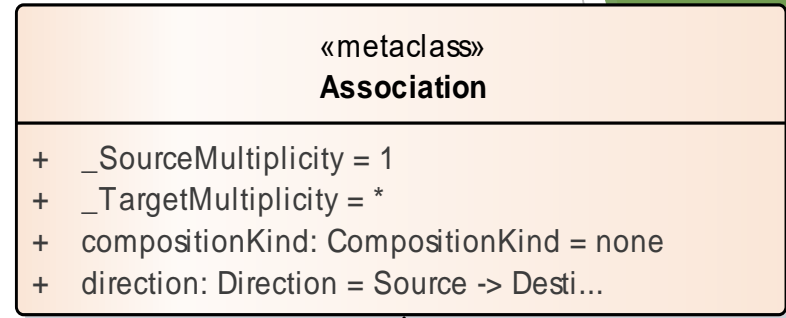 «metaclass»
Association
+ _SourceMultiplicity = 1
+ _TargetMultiplicity = *
+ compositionKind: CompositionKind = none
+ direction: Direction = Source -> Desti...